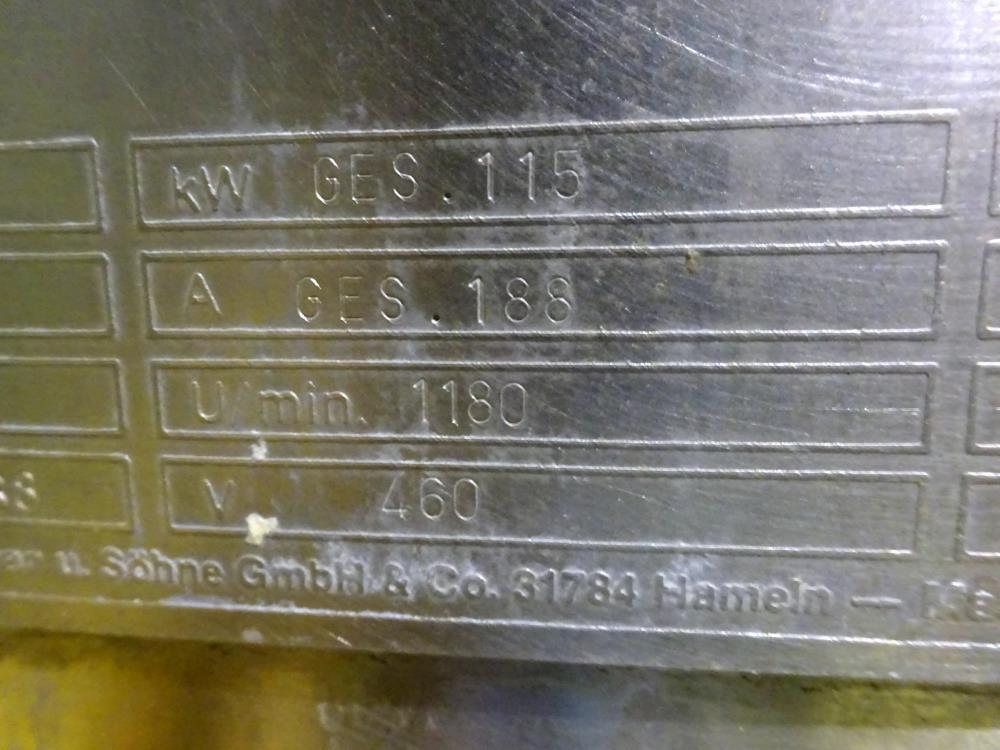 kW GES.115
A GES.188
U/min. 1180
V 460
u. Söhne GmbH & Co. 31784 Hameln —